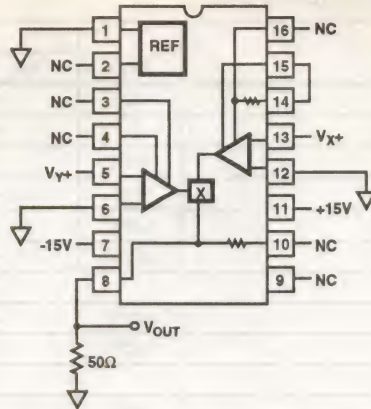 1 REF 16 NC
NC 2 15
NC 3 14
NC 4 13 VX+
VY+ 5 X 12
6 11 +15V
-15V 7 10 NC
8 9 NC
VOUT
50Ω